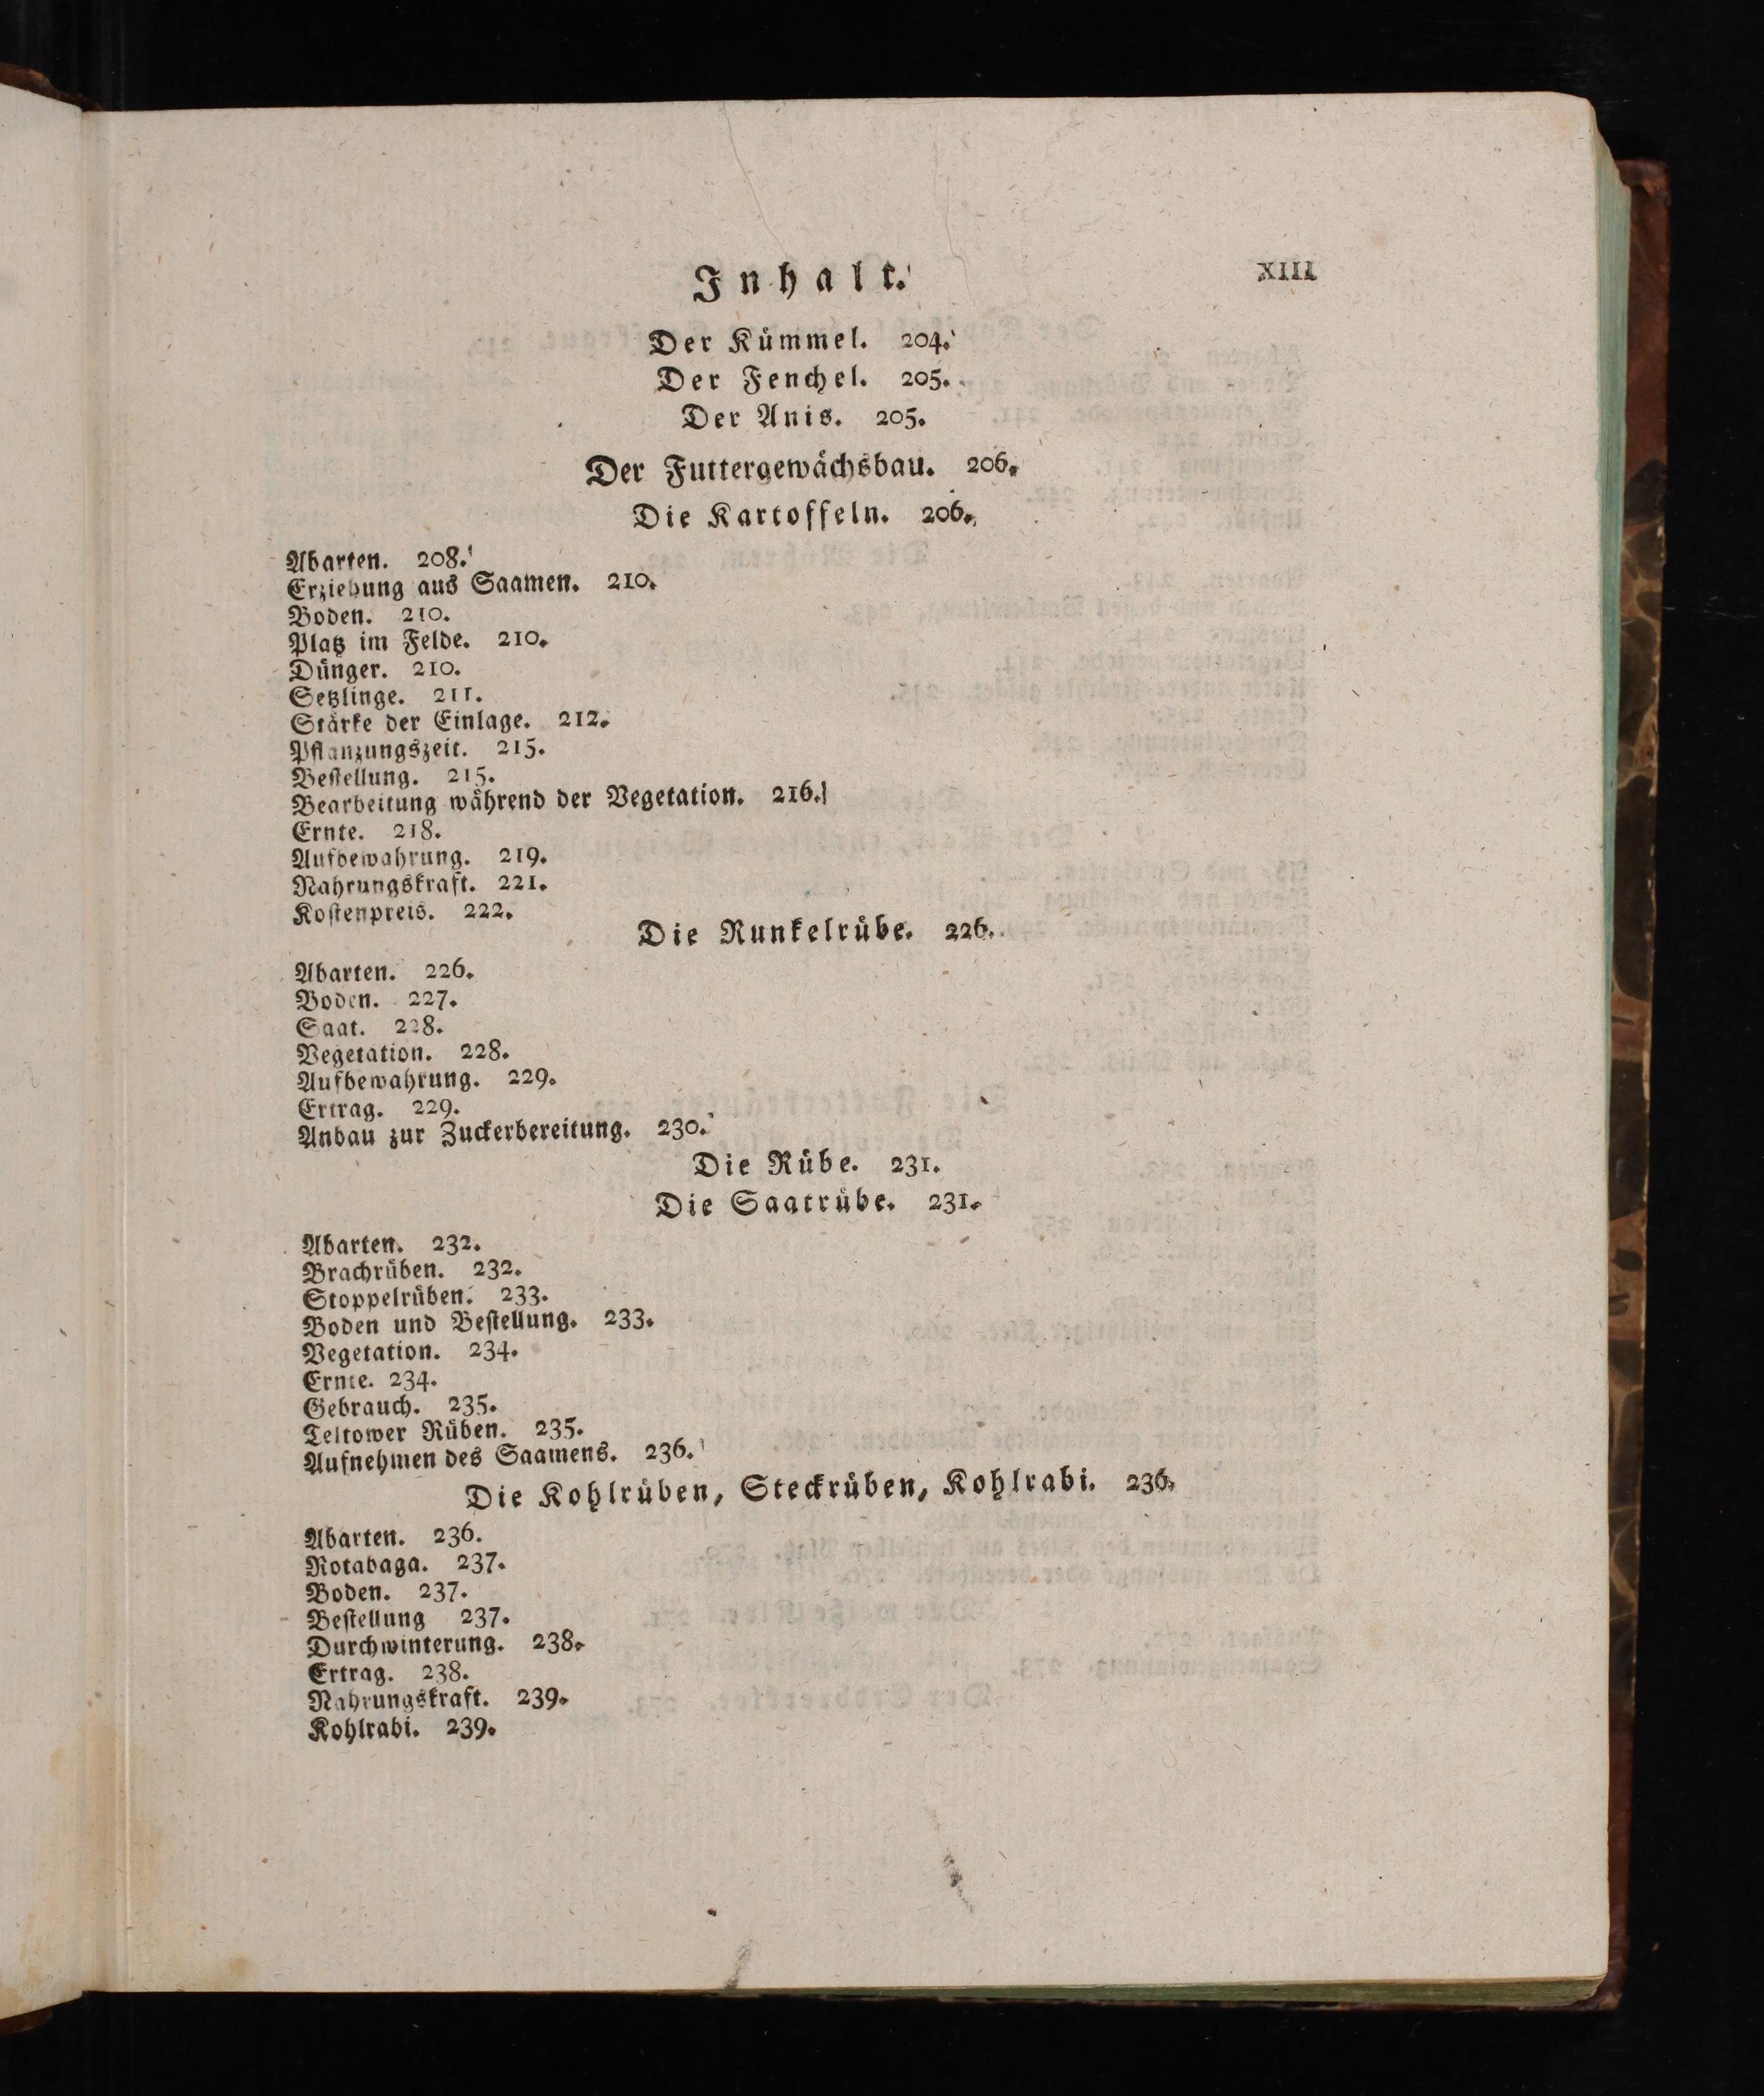 Inhalt.
XIII
Der Kümmel. 204.
Der Fenchel. 205.
Der Anis. 205.
Der Futtergewächsbau. 206.
Die Kartoffeln. 206.
Abarten. 208.
Erziehung aus Saamen. 210.
Boden. 210.
Platz im Felde. 210.
Dünger. 210.
Setzlinge. 211.
Stärke der Einlage. 212.
Pflanzungszeit. 215.
Bestellung. 215.
Bearbeitung während der Vegetation. 216.
Ernte. 218.
Aufbewahrung. 219.
Nahrungskraft. 221.
Kostenpreis. 222.
Die Runkelrübe. 226.
Abarten. 226.
Boden. 227.
Saat. 228.
Vegetation. 228.
Aufbewahrung. 229.
Ertrag. 229.
Anbau zur Zuckerbereitung. 230.
Die Rübe. 231.
Die Saatrübe. 231.
Abarten. 232.
Brachrüben. 232.
Stoppelrüben. 233.
Boden und Bestellung. 233.
Vegetation. 234.
Ernte. 234.
Gebrauch. 235.
Teltower Rüben. 235.
Aufnehmen des Saamens. 236.
Die Kohlrüben, Steckrüben, Kohlrabi. 236.
Abarten. 236.
Rotabaga. 237.
Boden. 237.
Bestellung 237.
Durchwinterung. 238.
Ertrag. 238.
Nahrungskraft. 239.
Kohlrabi. 239.